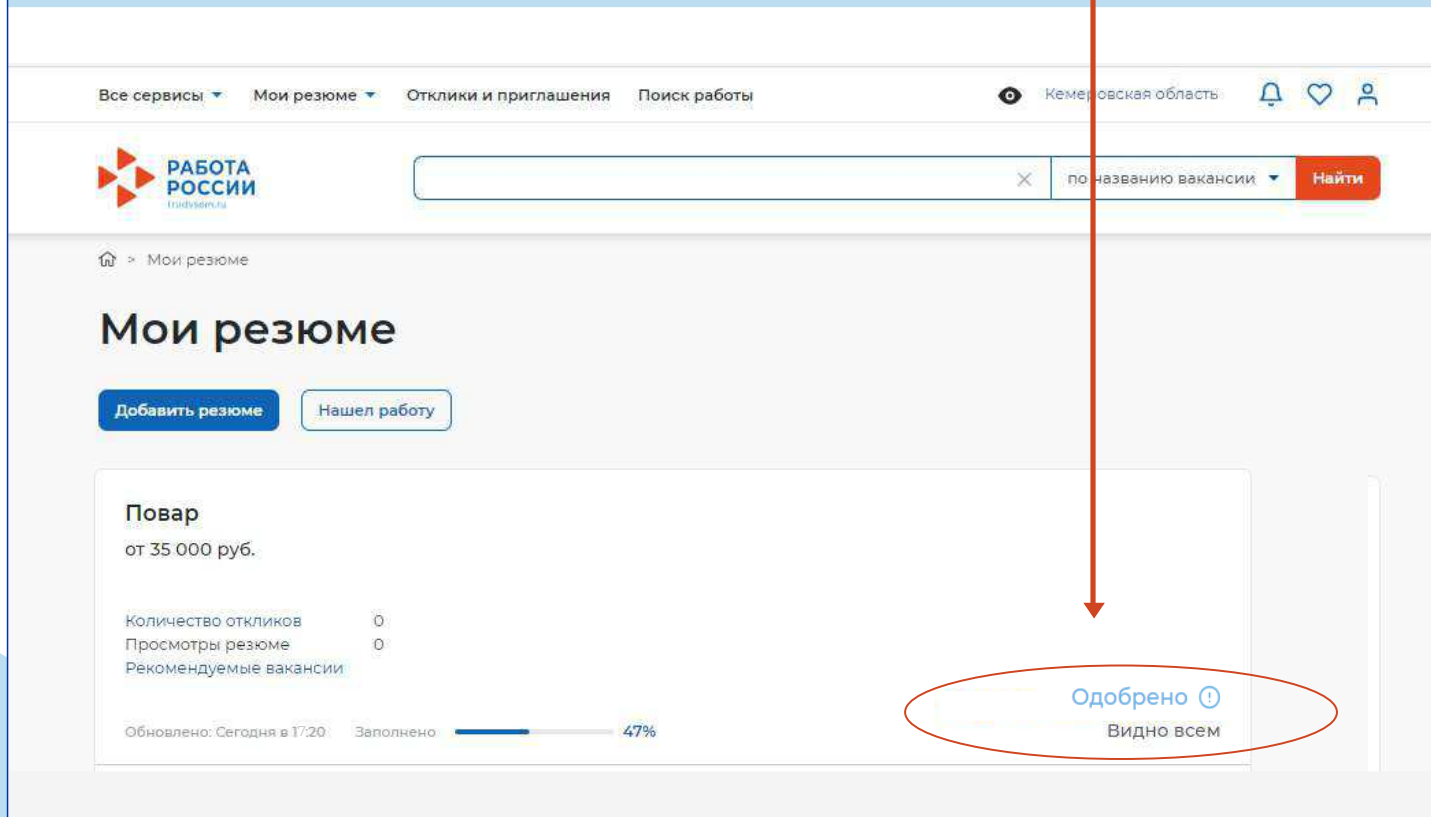 Все сервисы Мои резюме Отклики и приглашения Поиск работы Кемеровская область
РАБОТА
РОССИИ
trudvsem.ru
по названию вакансии Найти
> Мои резюме
Мои резюме
Добавить резюме Нашел работу
Повар
от 35 000 руб.
Количество откликов 0
Просмотры резюме 0
Рекомендуемые вакансии
Одобрено
Обновлено: Сегодня в 17:20 Заполнено 47% Видно всем